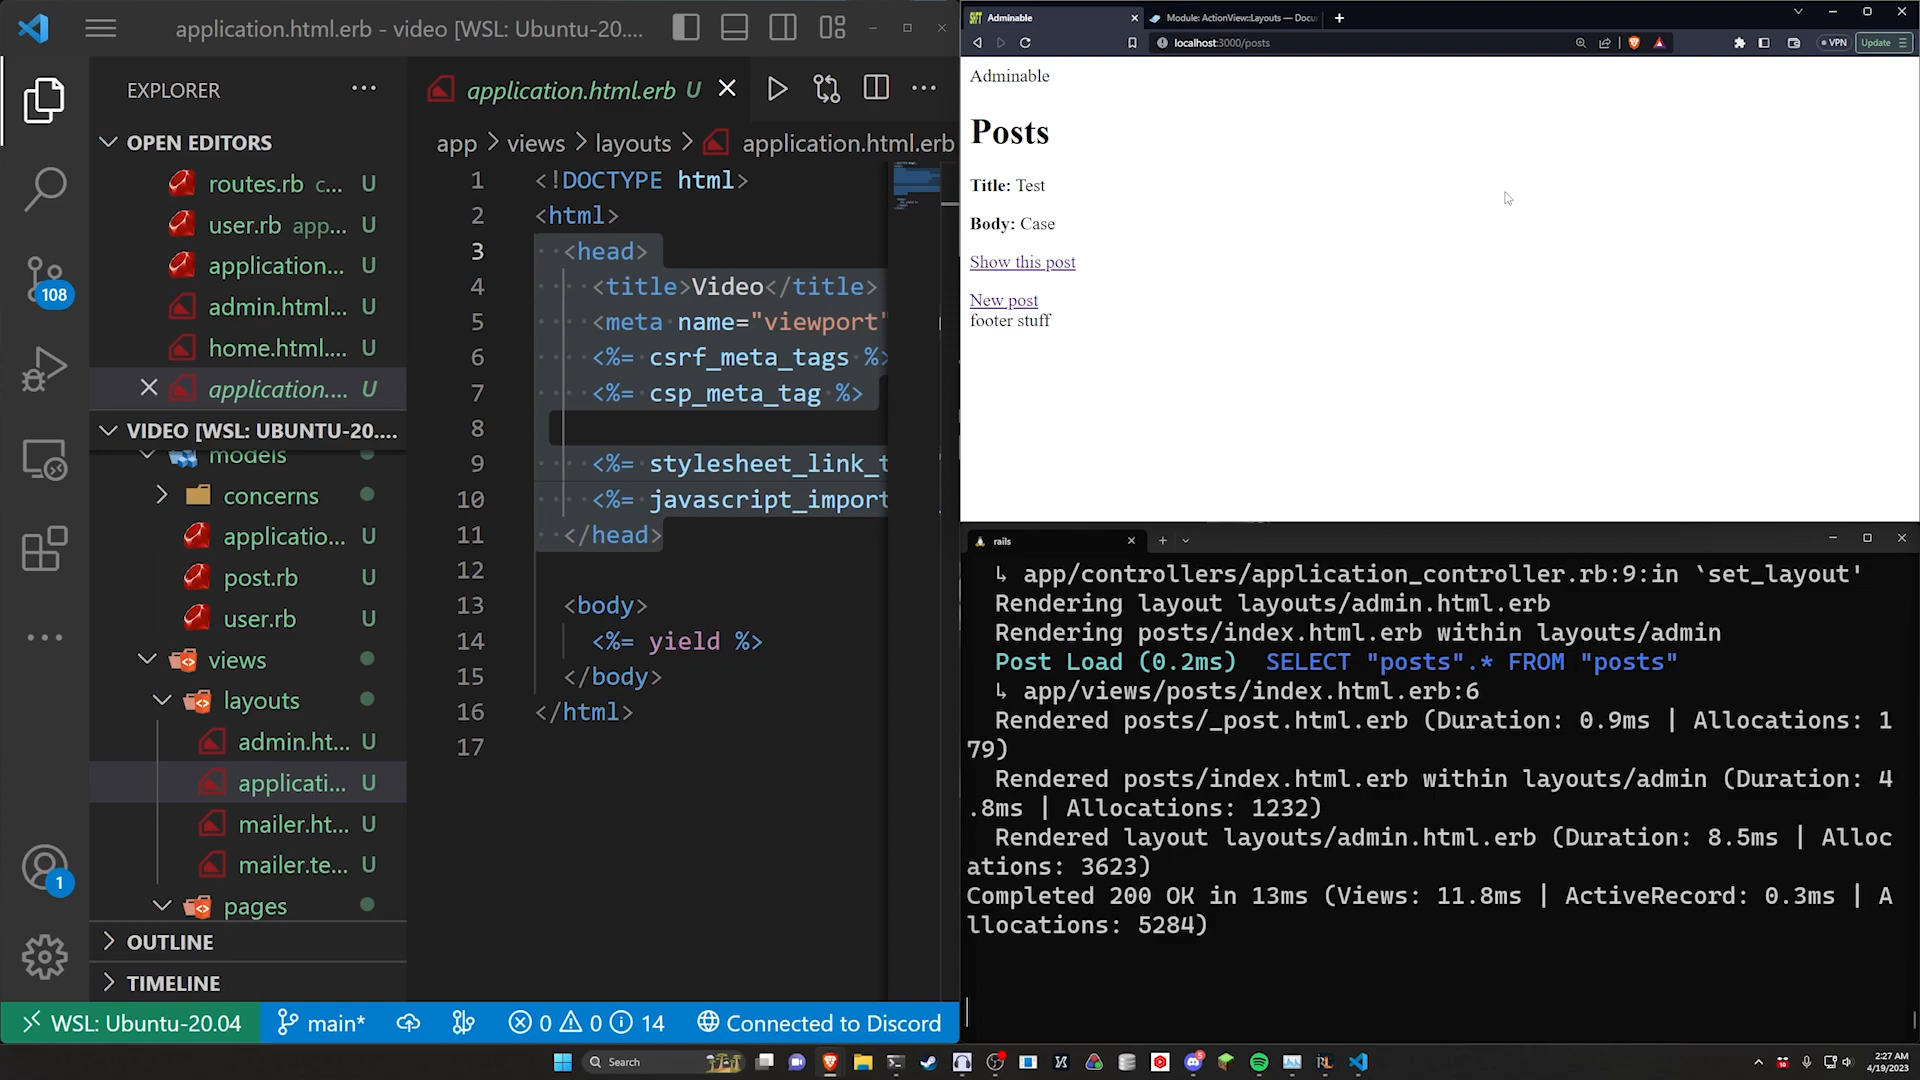 application.html.erb - video [WSL: Ubuntu-20....
EXPLORER
OPEN EDITORS
routes.rb c... U
user.rb app... U
application... U
admin.html... U
home.html.... U
application.... U
VIDEO [WSL: UBUNTU-20....
models
concerns
applicatio... U
post.rb U
user.rb U
views
layouts
admin.ht... U
applicati... U
mailer.ht... U
mailer.te... U
pages
OUTLINE
TIMELINE
108
1
application.html.erb U
app > views > layouts > application.html.erb
1 <!DOCTYPE html>
2 <html>
3 <head>
4 <title>Video</title>
5 <meta name="viewport"
6 <%= csrf_meta_tags %>
7 <%= csp_meta_tag %>
8
9 <%= stylesheet_link_t
10 <%= javascript_import
11 </head>
12
13 <body>
14 <%= yield %>
15 </body>
16 </html>
17
WSL: Ubuntu-20.04 main* 0 0 14 Connected to Discord
Adminable
Module: ActionView::Layouts — Docu
localhost:3000/posts
VPN
Update
Adminable
Posts
Title: Test
Body: Case
Show this post
New post
footer stuff
rails
↳ app/controllers/application_controller.rb:9:in `set_layout'
Rendering layout layouts/admin.html.erb
Rendering posts/index.html.erb within layouts/admin
Post Load (0.2ms) SELECT "posts".* FROM "posts"
↳ app/views/posts/index.html.erb:6
Rendered posts/_post.html.erb (Duration: 0.9ms | Allocations: 1
79)
Rendered posts/index.html.erb within layouts/admin (Duration: 4
.8ms | Allocations: 1232)
Rendered layout layouts/admin.html.erb (Duration: 8.5ms | Alloc
ations: 3623)
Completed 200 OK in 13ms (Views: 11.8ms | ActiveRecord: 0.3ms | A
llocations: 5284)
Search
2:27 AM
4/19/2023